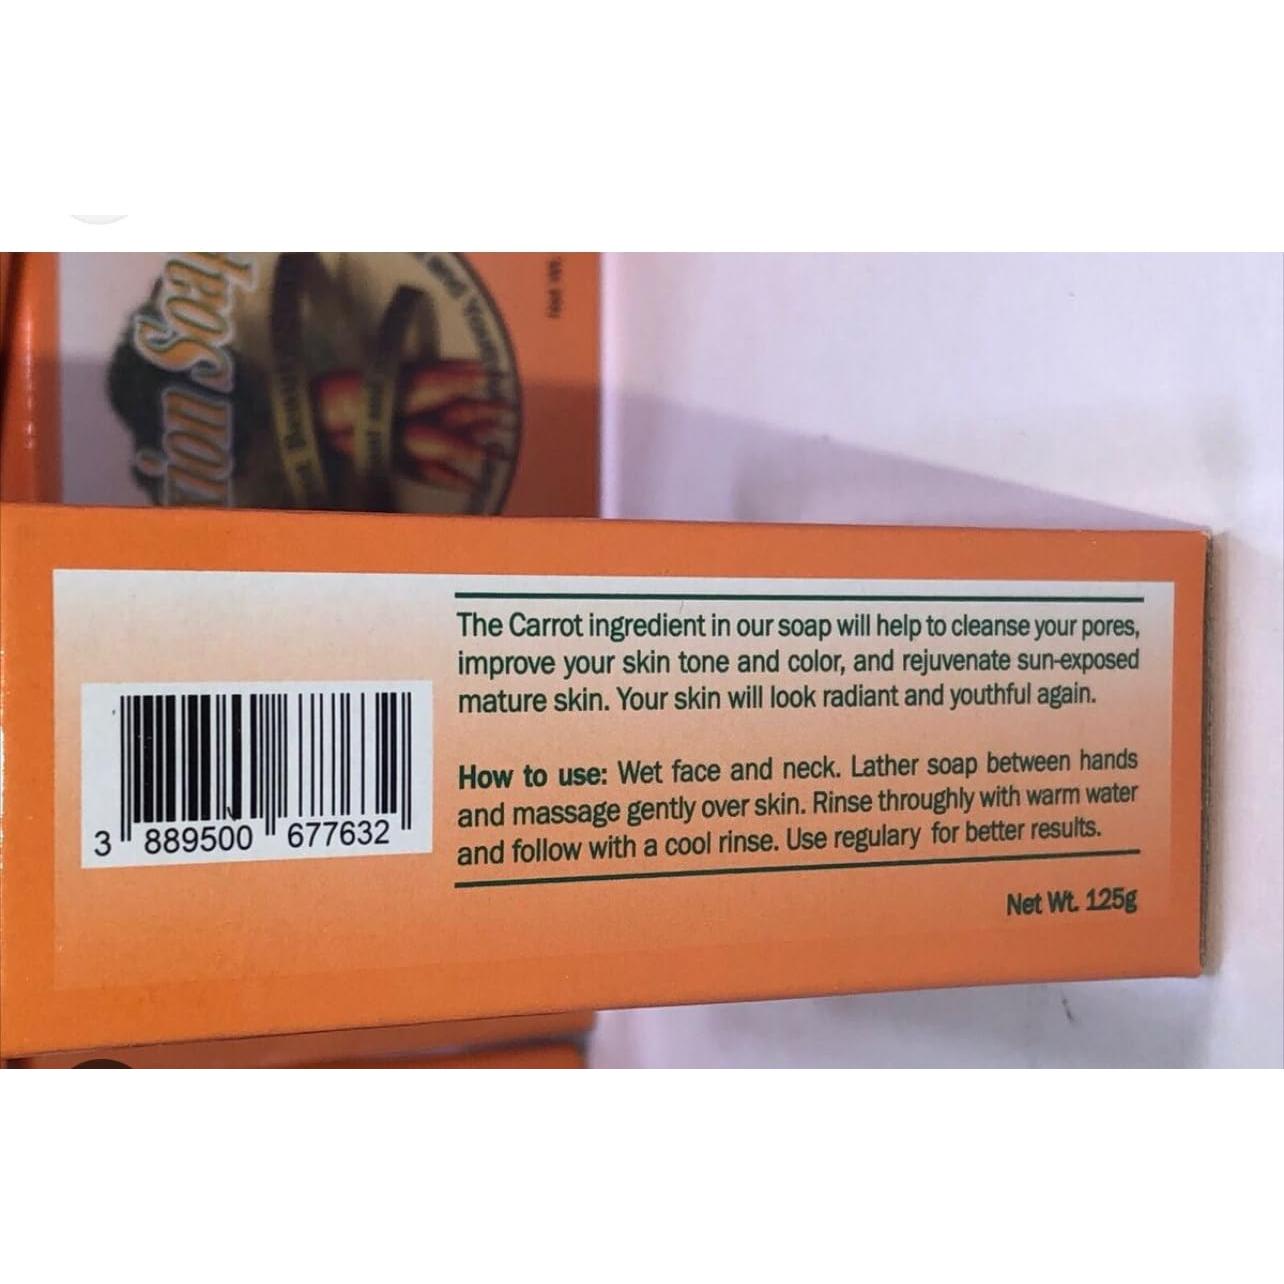 Soap
Net Wt.
The Carrot ingredient in our soap will help to cleanse your pores,
improve your skin tone and color, and rejuvenate sun-exposed
mature skin. Your skin will look radiant and youthful again.
How to use: Wet face and neck. Lather soap between hands
and massage gently over skin. Rinse throughly with warm water
and follow with a cool rinse. Use regulary for better results.
Net Wt. 125g
3 889500 677632